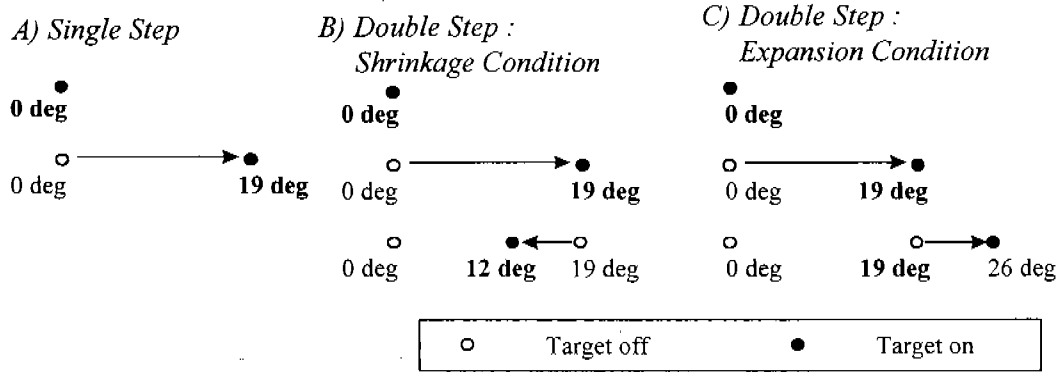 A) Single Step
0 deg
0 deg 19 deg
B) Double Step :
Shrinkage Condition
0 deg
0 deg 19 deg
0 deg 12 deg 19 deg
C) Double Step :
Expansion Condition
0 deg
0 deg 19 deg
0 deg 19 deg 26 deg
Target off Target on